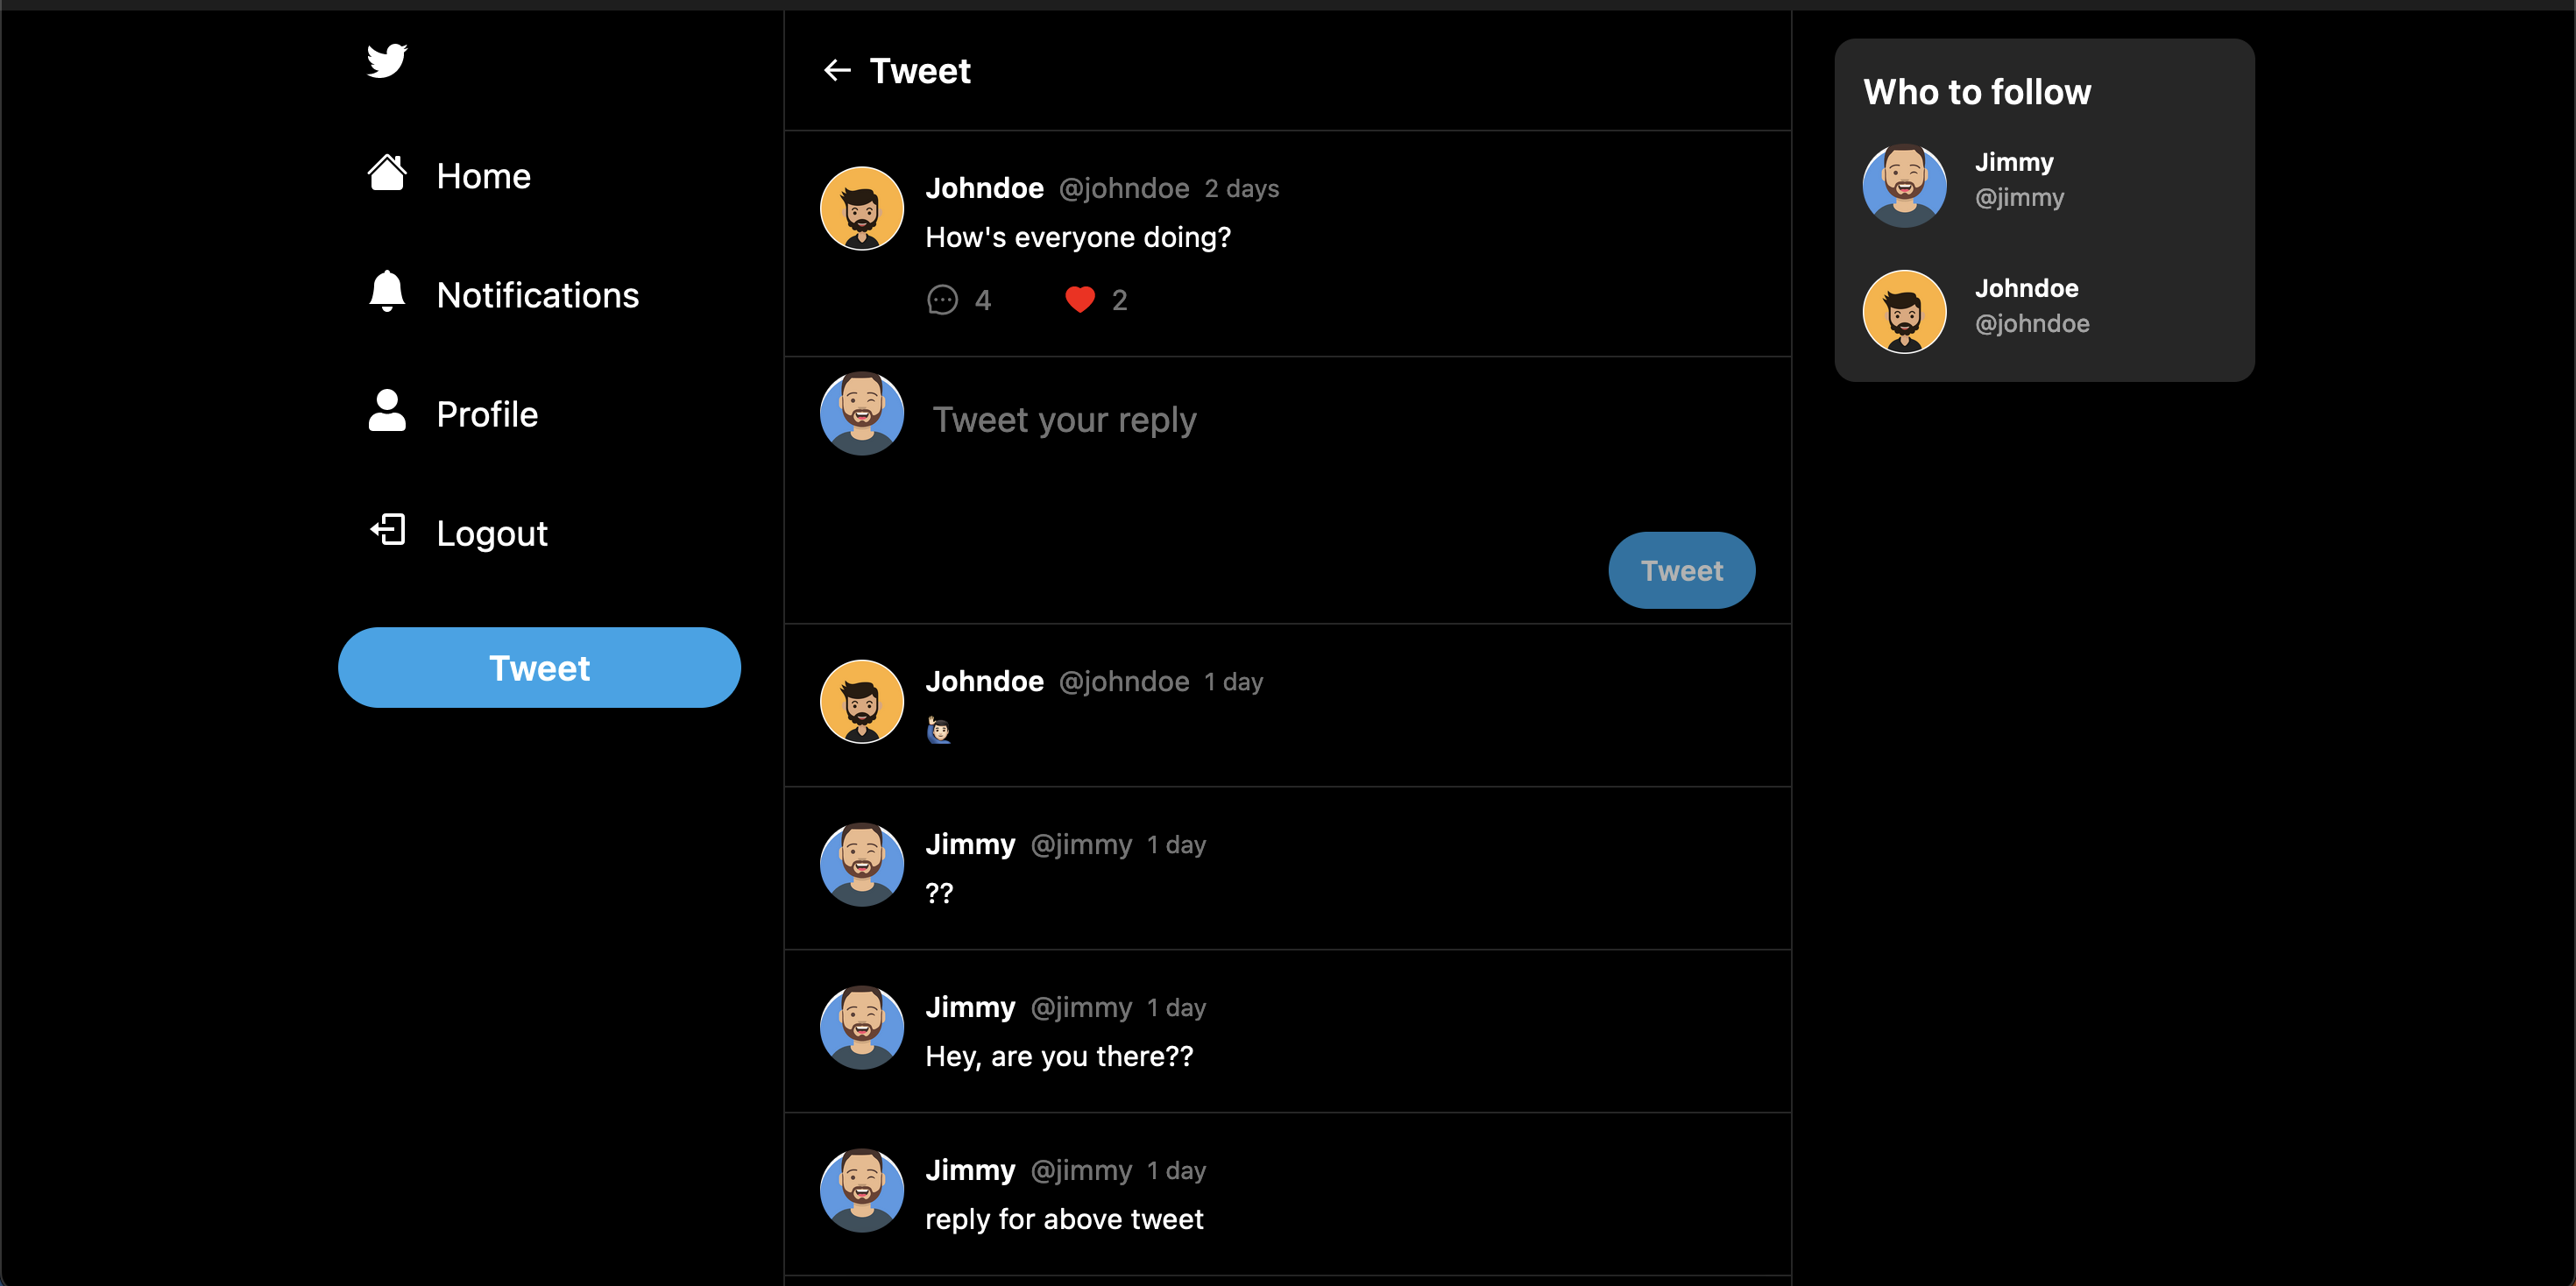 Home
Notifications
Profile
Logout
Tweet
Tweet
Johndoe @johndoe 2 days
How's everyone doing?
4 2
Tweet your reply
Tweet
Johndoe @johndoe 1 day
🙋🏻‍♂️
Jimmy @jimmy 1 day
??
Jimmy @jimmy 1 day
Hey, are you there??
Jimmy @jimmy 1 day
reply for above tweet
Who to follow
Jimmy
@jimmy
Johndoe
@johndoe